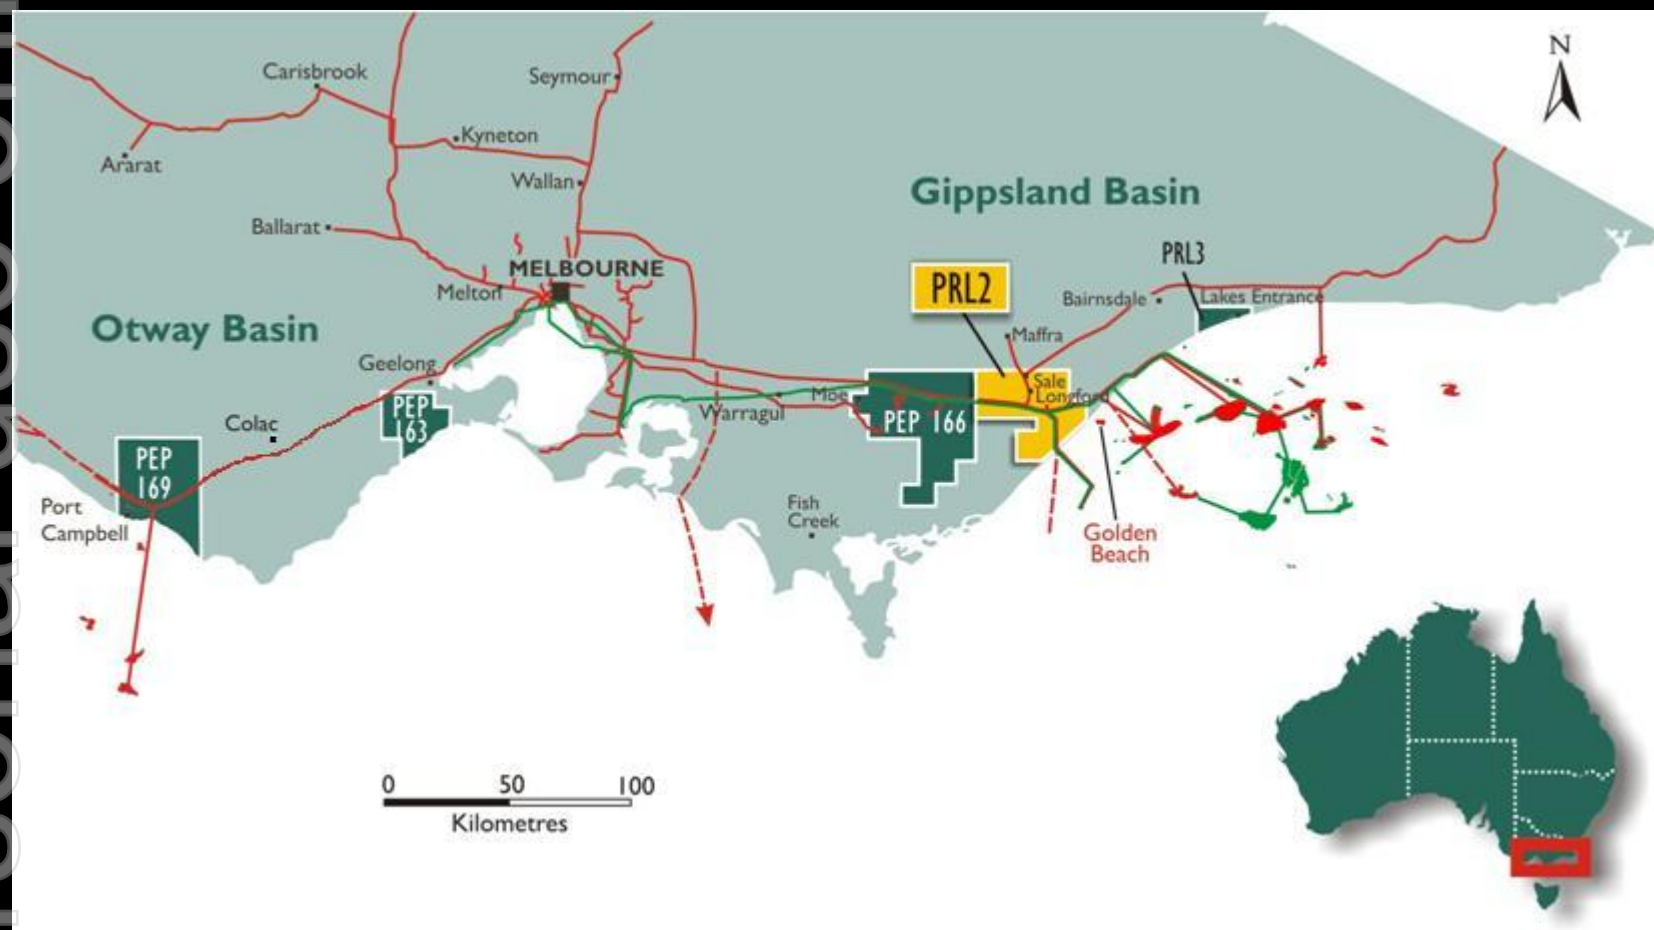 N
Carisbrook
Seymour
Kyneton
Ararat
Wallan
Gippsland Basin
Ballarat
PRL3
MELBOURNE
PRL2
Melton
Bairnsdale
Lakes Entrance
Otway Basin
Maffra
Geelong
Sale
Moe
Longford
PEP
163
Warragul
PEP 166
Colac
PEP
169
Port
Campbell
Fish
Creek
Golden
Beach
0 50 100
Kilometres